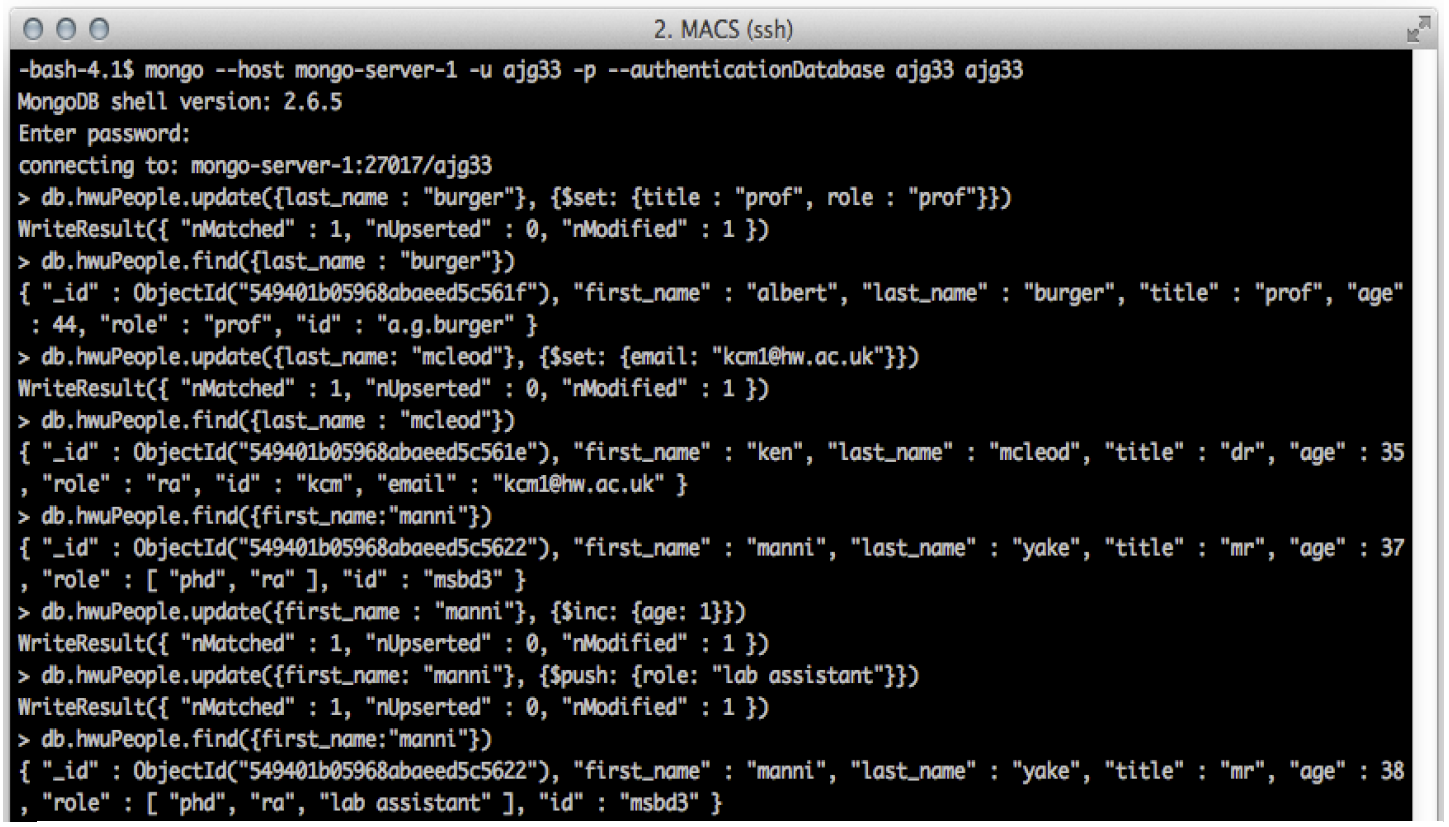 2. MACS (ssh)
-bash-4.1$ mongo --host mongo-server-1 -u ajg33 -p --authenticationDatabase ajg33 ajg33
MongoDB shell version: 2.6.5
Enter password:
connecting to: mongo-server-1:27017/ajg33
> db.hwuPeople.update({last_name : "burger"}, {$set: {title : "prof", role : "prof"}})
WriteResult({ "nMatched" : 1, "nUpserted" : 0, "nModified" : 1 })
> db.hwuPeople.find({last_name : "burger"})
{ "_id" : ObjectId("549401b05968abaeed5c561f"), "first_name" : "albert", "last_name" : "burger", "title" : "prof", "age"
 : 44, "role" : "prof", "id" : "a.g.burger" }
> db.hwuPeople.update({last_name: "mcleod"}, {$set: {email: "kcm1@hw.ac.uk"}})
WriteResult({ "nMatched" : 1, "nUpserted" : 0, "nModified" : 1 })
> db.hwuPeople.find({last_name : "mcleod"})
{ "_id" : ObjectId("549401b05968abaeed5c561e"), "first_name" : "ken", "last_name" : "mcleod", "title" : "dr", "age" : 35
, "role" : "ra", "id" : "kcm", "email" : "kcm1@hw.ac.uk" }
> db.hwuPeople.find({first_name:"manni"})
{ "_id" : ObjectId("549401b05968abaeed5c5622"), "first_name" : "manni", "last_name" : "yake", "title" : "mr", "age" : 37
, "role" : [ "phd", "ra" ], "id" : "msbd3" }
> db.hwuPeople.update({first_name : "manni"}, {$inc: {age: 1}})
WriteResult({ "nMatched" : 1, "nUpserted" : 0, "nModified" : 1 })
> db.hwuPeople.update({first_name: "manni"}, {$push: {role: "lab assistant"}})
WriteResult({ "nMatched" : 1, "nUpserted" : 0, "nModified" : 1 })
> db.hwuPeople.find({first_name:"manni"})
{ "_id" : ObjectId("549401b05968abaeed5c5622"), "first_name" : "manni", "last_name" : "yake", "title" : "mr", "age" : 38
, "role" : [ "phd", "ra", "lab assistant" ], "id" : "msbd3" }